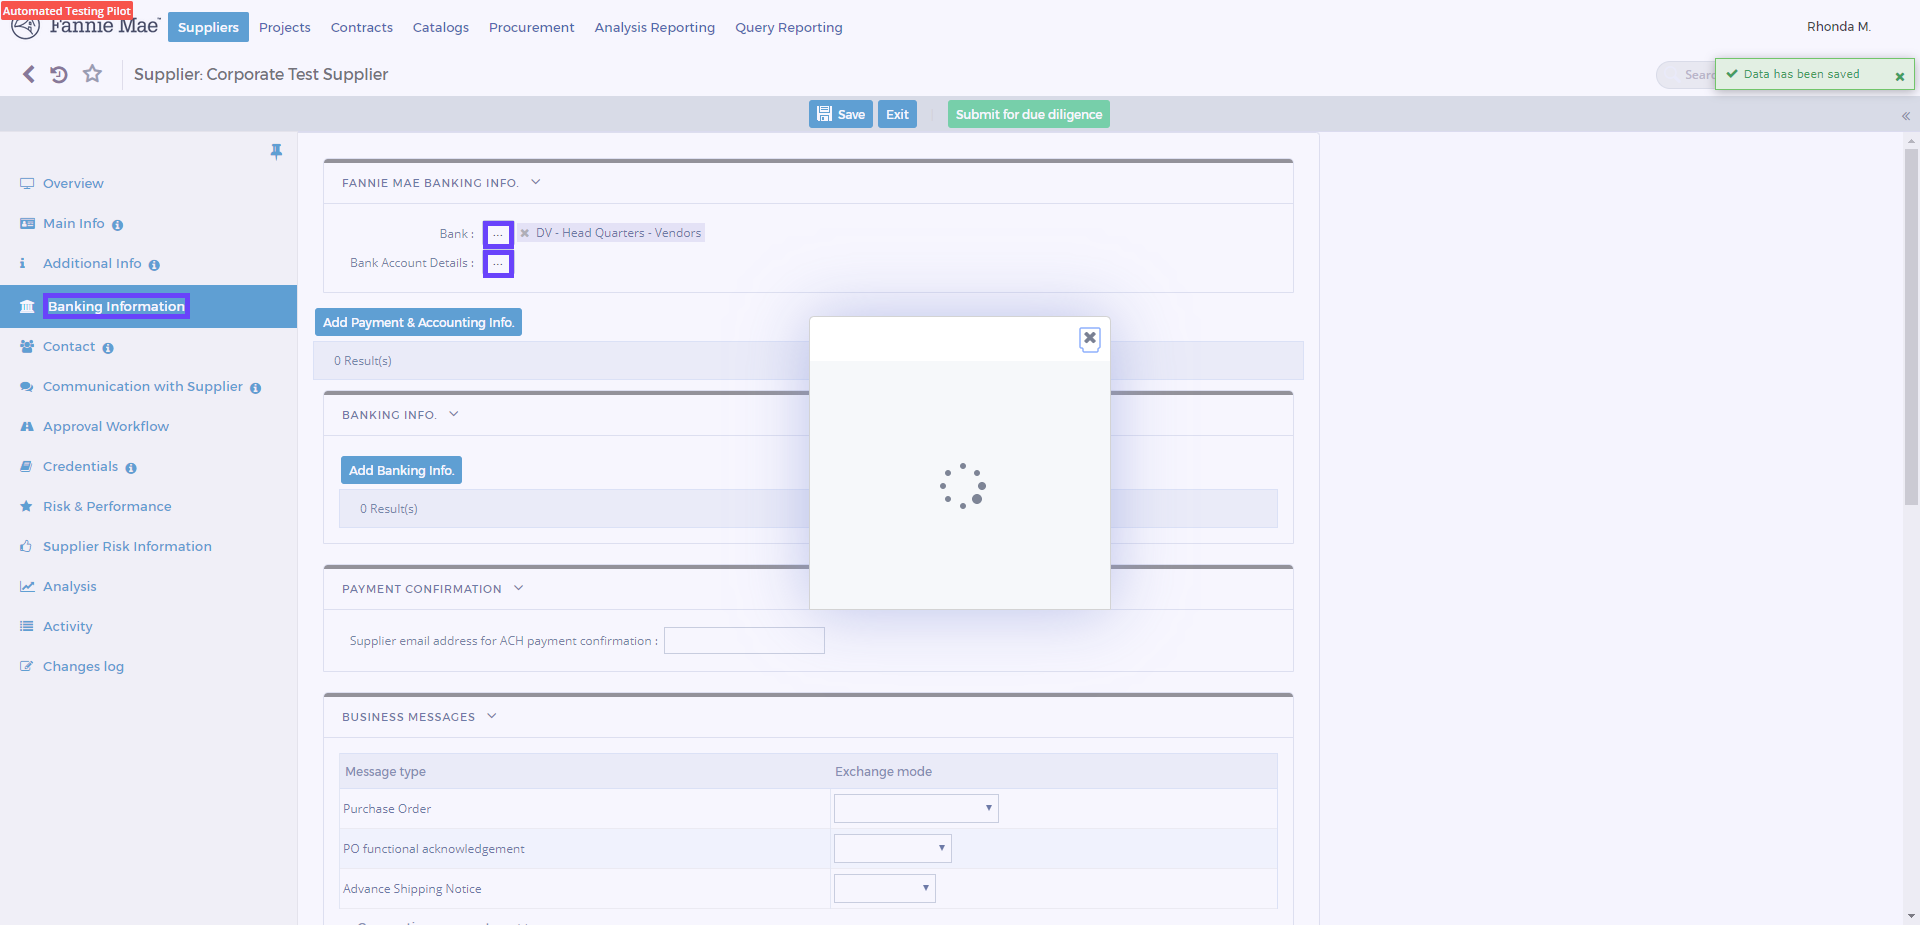 Automated Testing Pilot
Fannie Mae
Suppliers
Projects
Contracts
Catalogs
Procurement
Analysis Reporting
Query Reporting
Rhonda M.
Supplier: Corporate Test Supplier
Data has been saved
Save
Exit
Submit for due diligence
Overview
Main Info
Additional Info
Banking Information
Contact
Communication with Supplier
Approval Workflow
Credentials
Risk & Performance
Supplier Risk Information
Analysis
Activity
Changes log
FANNIE MAE BANKING INFO.
Bank : ... DV - Head Quarters - Vendors
Bank Account Details : ...
Add Payment & Accounting Info.
0 Result(s)
BANKING INFO.
Add Banking Info.
0 Result(s)
PAYMENT CONFIRMATION
Supplier email address for ACH payment confirmation :
BUSINESS MESSAGES
Message type Exchange mode
Purchase Order
PO functional acknowledgement
Advance Shipping Notice